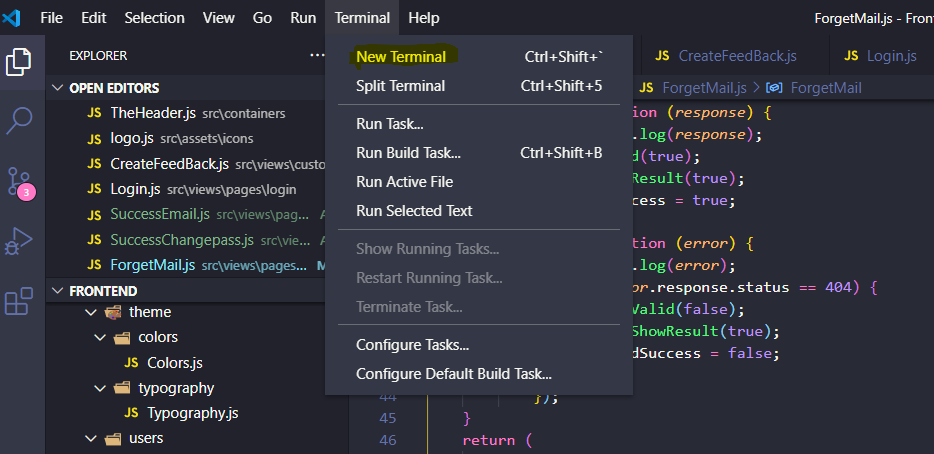 File Edit Selection View Go Run Terminal Help
ForgetMail.js - Fron
EXPLORER ...
OPEN EDITORS
JS TheHeader.js src\containers
JS logo.js src\assets\icons
JS CreateFeedBack.js src\views\custo
JS Login.js src\views\pages\login
JS SuccessEmail.js src\views\pag... A
JS SuccessChangepass.js src\views... A
JS ForgetMail.js src\views\pages... M
3
FRONTEND
theme
colors
JS Colors.js
typography
JS Typography.js
users
New Terminal Ctrl+Shift+`
Split Terminal Ctrl+Shift+5
Run Task...
Run Build Task... Ctrl+Shift+B
Run Active File
Run Selected Text
Show Running Tasks...
Restart Running Task...
Terminate Task...
Configure Tasks...
Configure Default Build Task...
JS CreateFeedBack.js JS Login.js
JS ForgetMail.js > ForgetMail
tion (response) {
.log(response);
d(true);
Result(true);
cess = true;
tion (error) {
.log(error);
or.response.status == 404) {
Valid(false);
ShowResult(true);
dSuccess = false;
44 });
45 }
46 return (